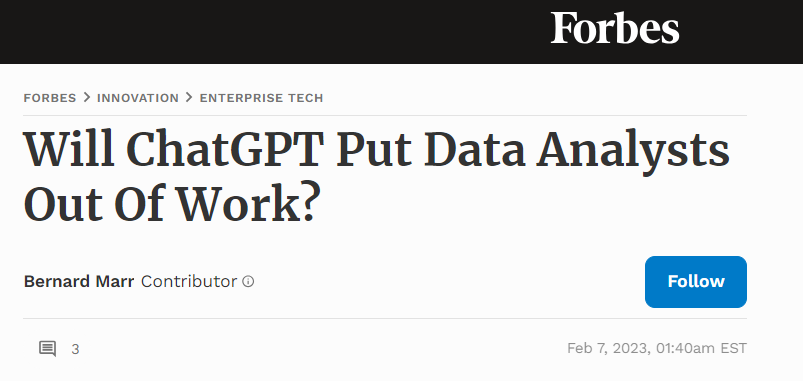 Forbes
FORBES > INNOVATION > ENTERPRISE TECH
Will ChatGPT Put Data Analysts
Out Of Work?
Bernard Marr Contributor
Follow
3
Feb 7, 2023, 01:40am EST